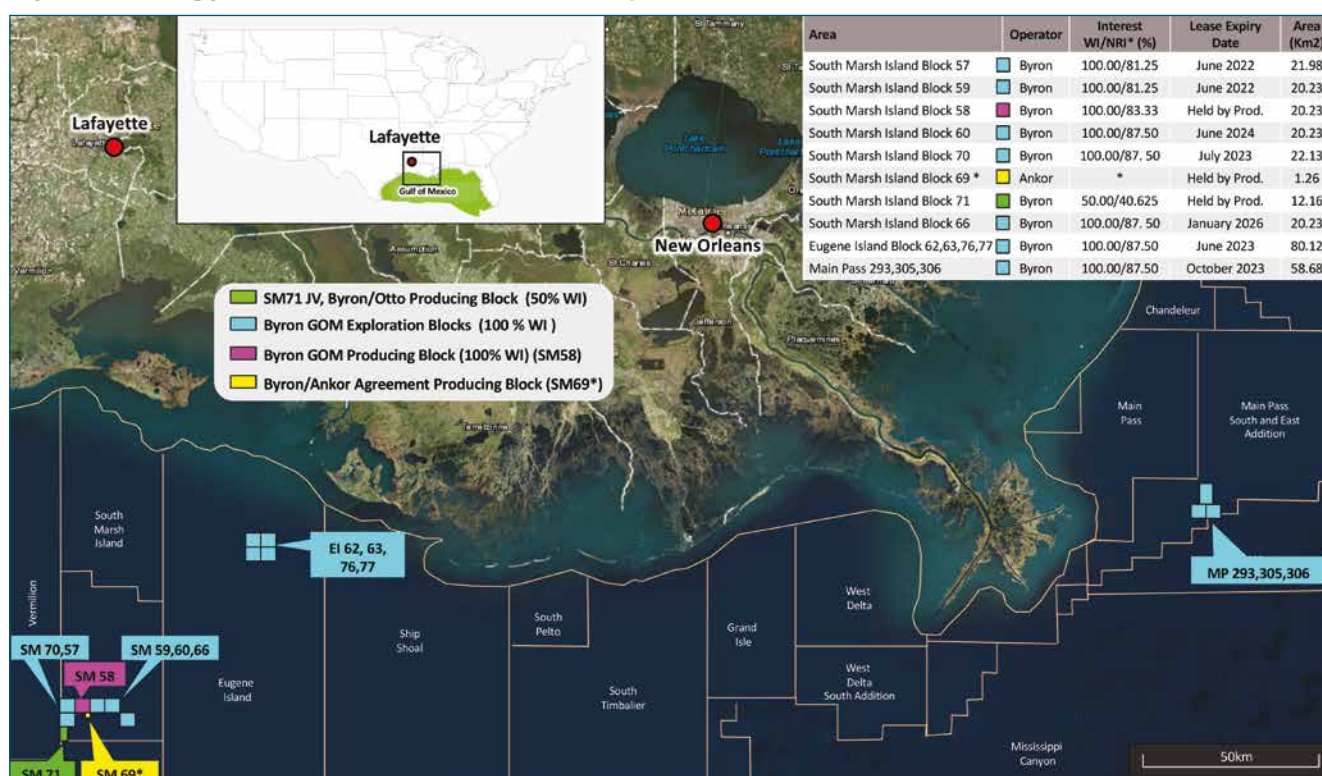 St Tammany
Area Operator Interest WI/NRI* (%) Lease Expiry Date Area (Km2)
South Marsh Island Block 57 Byron 100.00/81.25 June 2022 21.98
South Marsh Island Block 59 Byron 100.00/81.25 June 2022 20.23
South Marsh Island Block 58 Byron 100.00/83.33 Held by Prod. 20.23
South Marsh Island Block 60 Byron 100.00/87.50 June 2024 20.23
South Marsh Island Block 70 Byron 100.00/87. 50 July 2023 22.13
South Marsh Island Block 69 * Ankor * Held by Prod. 1.26
South Marsh Island Block 71 Byron 50.00/40.625 Held by Prod. 12.16
South Marsh Island Block 66 Byron 100.00/87. 50 January 2026 20.23
Eugene Island Block 62,63,76,77 Byron 100.00/87.50 June 2023 80.12
Main Pass 293,305,306 Byron 100.00/87.50 October 2023 58.68
Lafayette
Lafayette
Gulf of Mexico
Lake
Pontchartrain
New Orleans
Assumption
St Charles
Vermilion
Jefferson
Plaquemines
Terrebonne
SM71 JV, Byron/Otto Producing Block (50% WI)
Byron GOM Exploration Blocks (100 % WI )
Byron GOM Producing Block (100% WI) (SM58)
Byron/Ankor Agreement Producing Block (SM69*)
Chandeleur
Main
Pass
Main Pass
South and East
Addition
South
Marsh
Island
EI 62, 63,
76,77
MP 293,305,306
Vermilion
West
Delta
South
Pelto
Grand
Isle
Ship
Shoal
SM 70,57
SM 59,60,66
SM 58
Eugene
Island
South
Timbalier
West
Delta
South Addition
Mississippi
Canyon
50km
SM 71
SM 69*